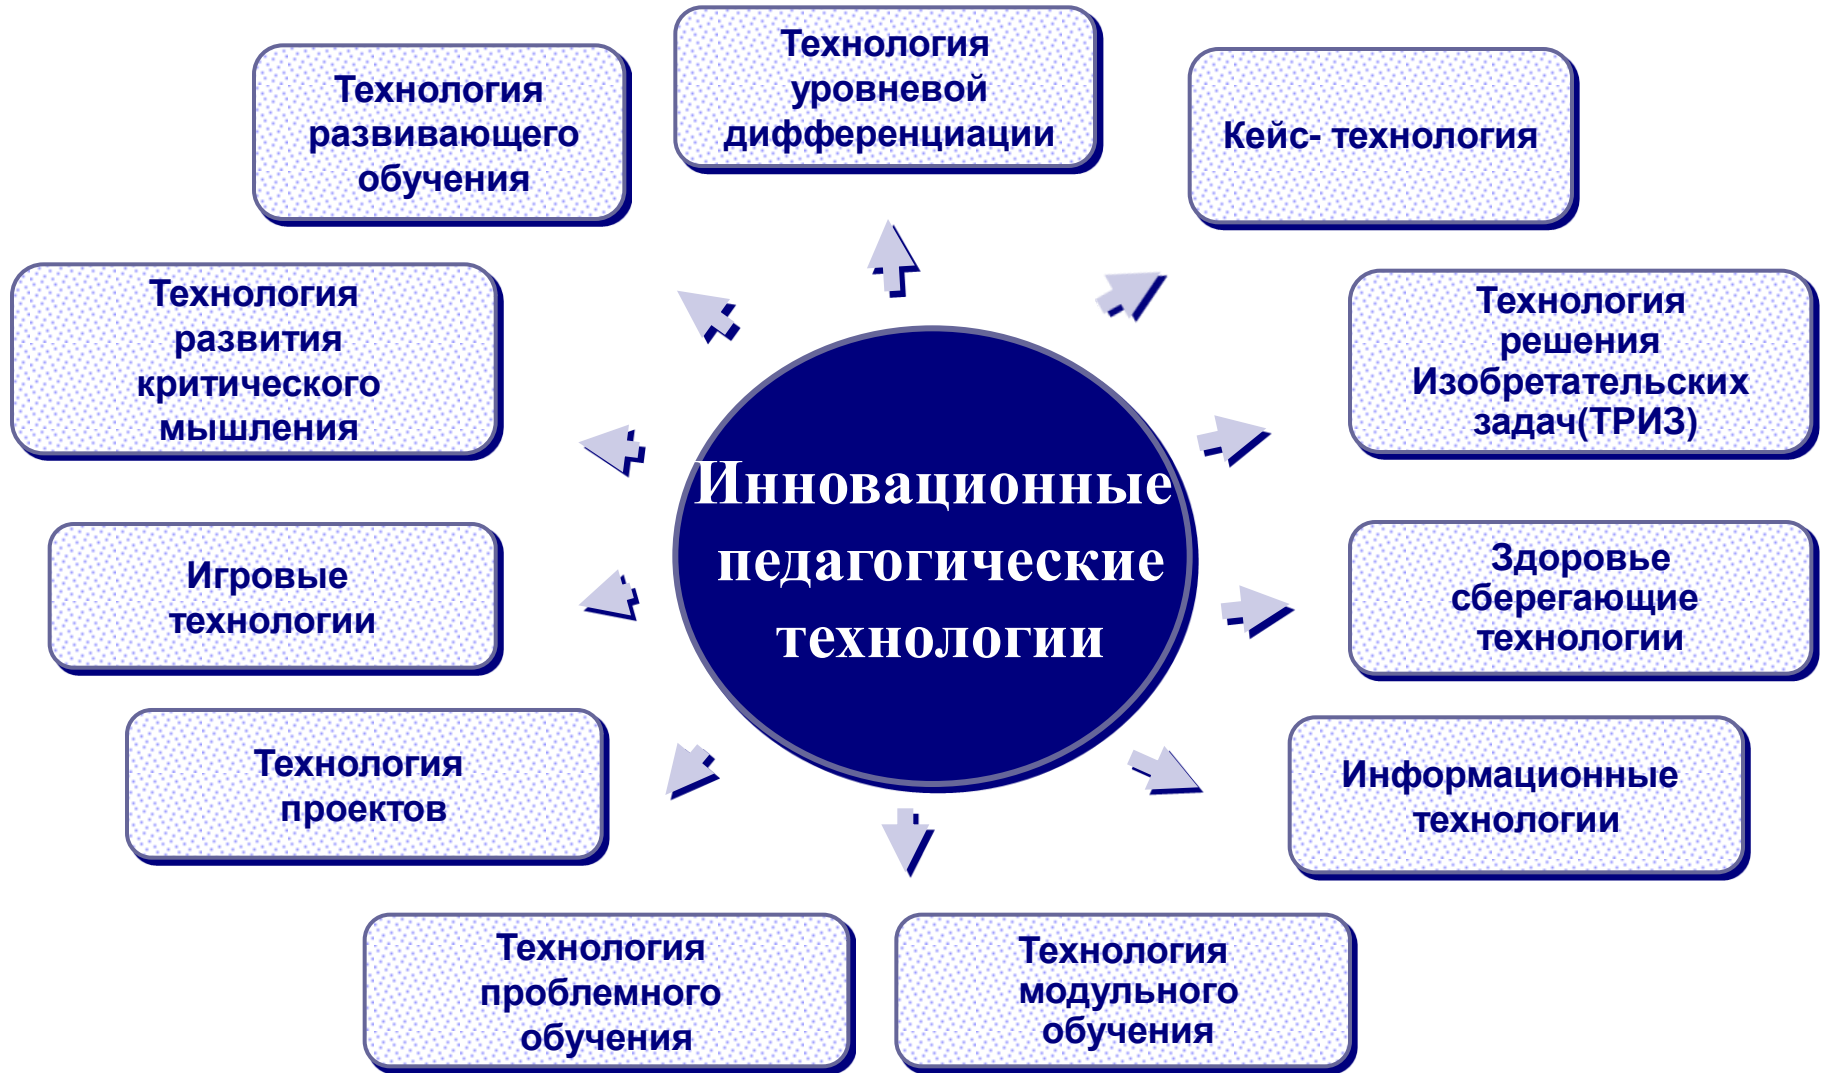 Технология
уровневой
дифференциации
Технология
развивающего
обучения
Кейс- технология
Технология
развития
критического
мышления
Технология
решения
Изобретательских
задач(ТРИЗ)
Инновационные
педагогические
технологии
Игровые
технологии
Здоровье
сберегающие
технологии
Технология
проектов
Информационные
технологии
Технология
проблемного
обучения
Технология
модульного
обучения